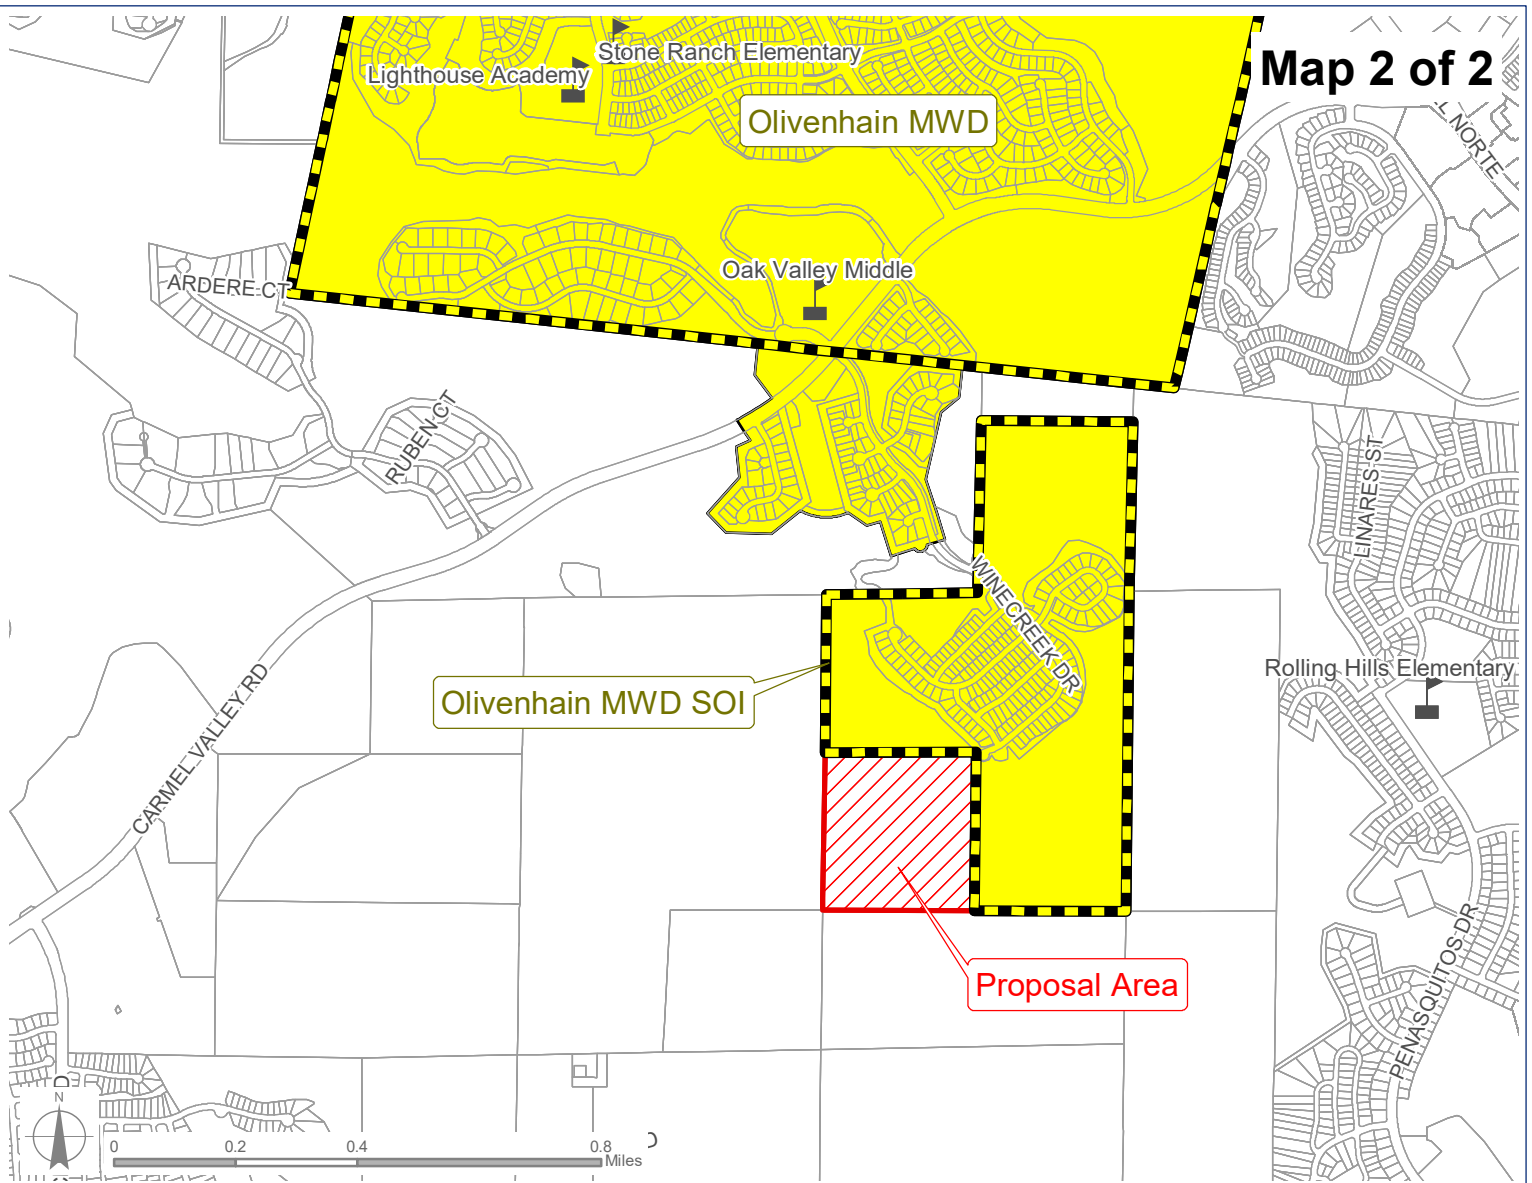 Map 2 of 2
Stone Ranch Elementary
Lighthouse Academy
Olivenhain MWD
L NORTE
Oak Valley Middle
ARDERE CT
RUBEN CT
LINARES ST
WINECREEK DR
Rolling Hills Elementary
Olivenhain MWD SOI
CARMEL VALLEY RD
Proposal Area
PENASQUITOS DR
D
N
0 0.2 0.4 0.8
Miles